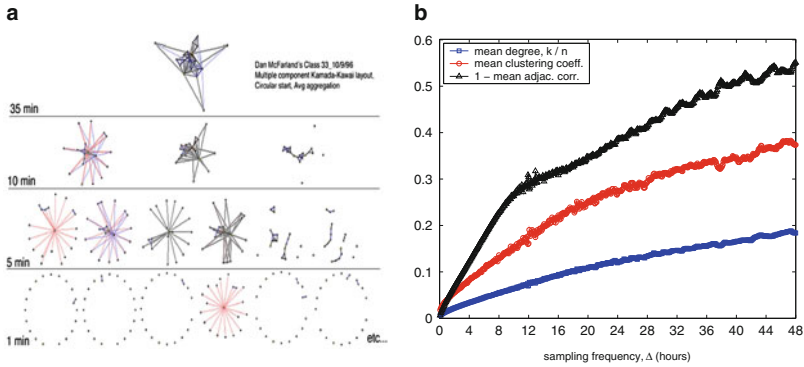 a
Dan McFarland's Class 33_10/9/96
Multiple component Kamada-Kawai layout,
Circular start, Avg aggregation
35 min
10 min
5 min
1 min
etc...
b
0.6
0.5
0.4
0.3
0.2
0.1
0
mean degree, k / n
mean clustering coeff.
1 – mean adjac. corr.
0 4 8 12 16 20 24 28 32 36 40 44 48
sampling frequency, Δ (hours)